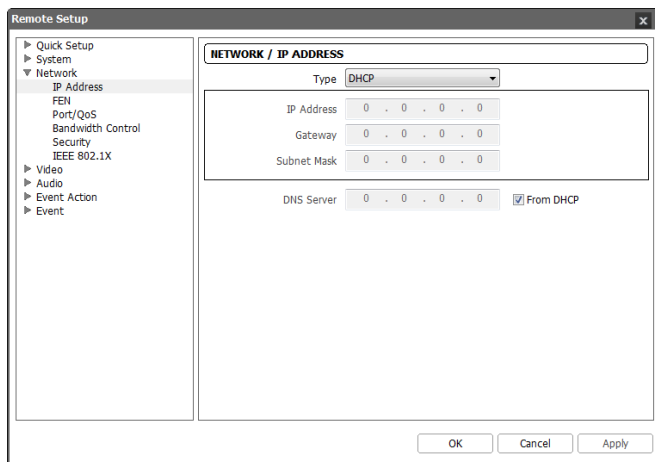 Remote Setup
x
Quick Setup
System
Network
IP Address
FEN
Port/QoS
Bandwidth Control
Security
IEEE 802.1X
Video
Audio
Event Action
Event
NETWORK / IP ADDRESS
Type DHCP
IP Address 0 . 0 . 0 . 0
Gateway 0 . 0 . 0 . 0
Subnet Mask 0 . 0 . 0 . 0
DNS Server 0 . 0 . 0 . 0 From DHCP
OK Cancel Apply